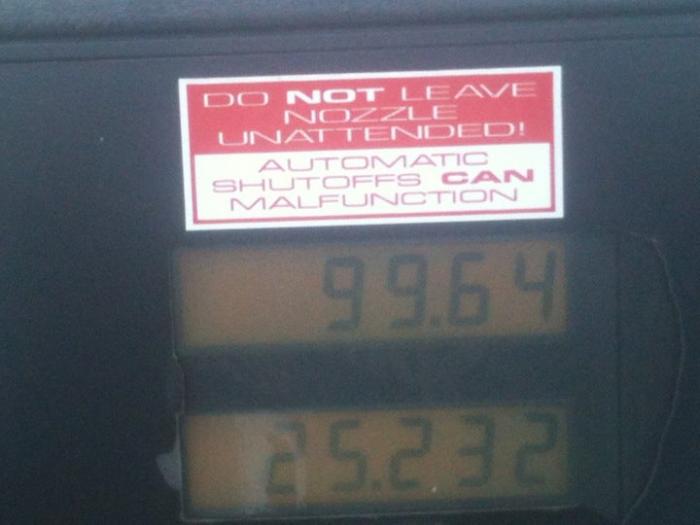 DO NOT LEAVE
NOZZLE
UNATTENDED!
AUTOMATIC
SHUTOFFS CAN
MALFUNCTION
99.64
25.232